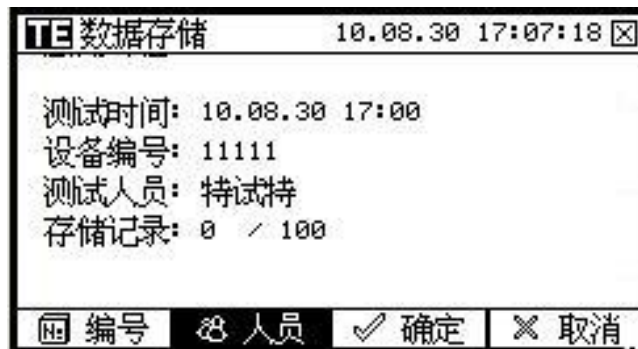 TE 数据存储 10.08.30 17:07:18
测试时间: 10.08.30 17:00
设备编号: 11111
测试人员: 特试特
存储记录: 0 / 100
编号 人员 确定 取消